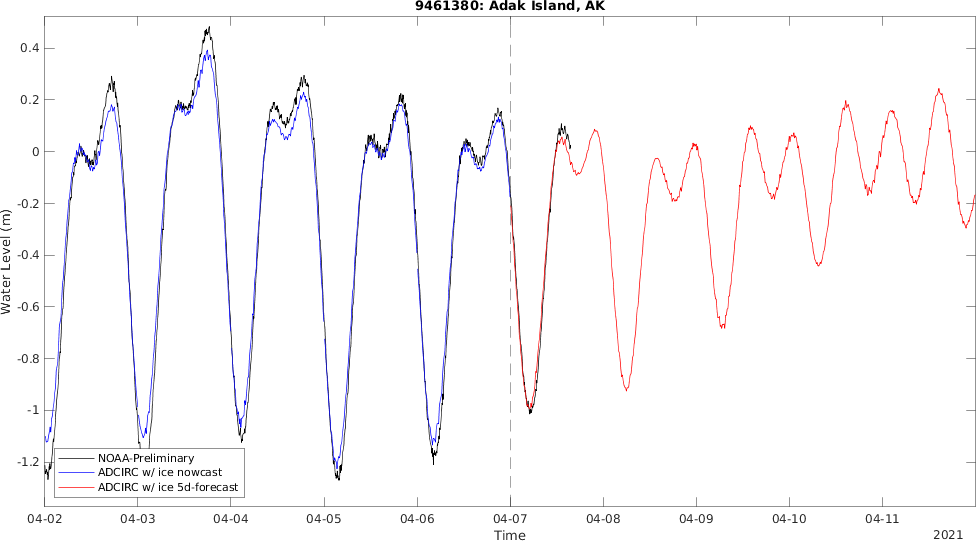 9461380: Adak Island, AK
0.4
0.2
0
-0.2
-0.4
-0.6
-0.8
-1
-1.2
Water Level (m)
NOAA-Preliminary
ADCIRC w/ ice nowcast
ADCIRC w/ ice 5d-forecast
04-02 04-03 04-04 04-05 04-06 04-07 04-08 04-09 04-10 04-11
Time
2021